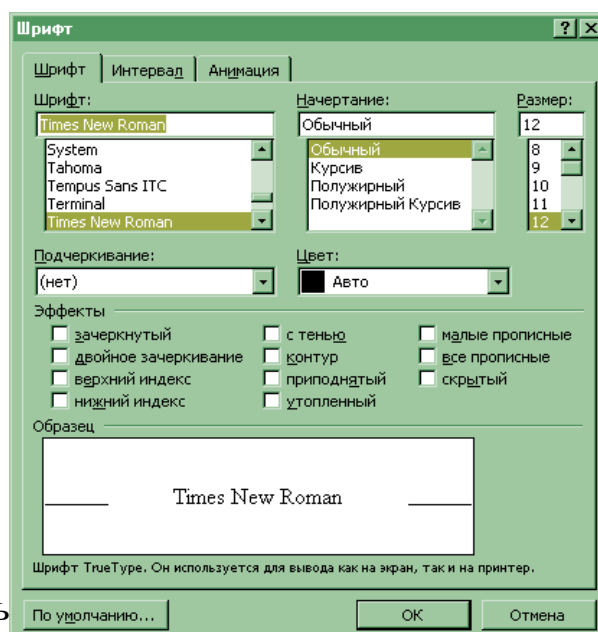 Шрифт ? ×
Шрифт Интервал Анимация
Шрифт: Начертание: Размер:
Times New Roman Обычный 12
System Обычный 8
Tahoma Курсив 9
Tempus Sans ITC Полужирный 10
Terminal Полужирный Курсив 11
Times New Roman 12
Подчеркивание: Цвет:
(нет) Авто
Эффекты
зачеркнутый с тенью малые прописные
двойное зачеркивание контур все прописные
верхний индекс приподнятый скрытый
нижний индекс утопленный
Образец
Times New Roman
Шрифт TrueType. Он используется для вывода как на экран, так и на принтер.
ь По умолчанию... ОК Отмена